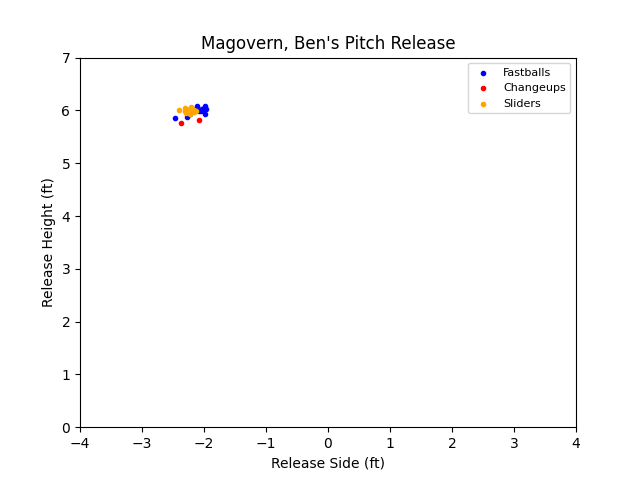 Magovern, Ben's Pitch Release
Fastballs
Changeups
Sliders
7
6
5
4
3
2
1
0
Release Height (ft)
−4 −3 −2 −1 0 1 2 3 4
Release Side (ft)